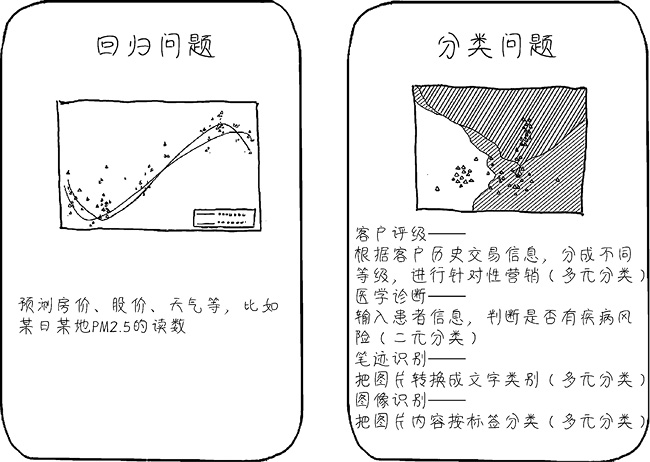 回归问题
预测房价、股价、天气等，比如
某日某地PM2.5的读数
分类问题
客户评级——
根据客户历史交易信息，分成不同
等级，进行针对性营销（多元分类）
医学诊断——
输入患者信息，判断是否有疾病风
险（二元分类）
笔迹识别——
把图片转换成文字类别（多元分类）
图像识别——
把图片内容按标签分类（多元分类）